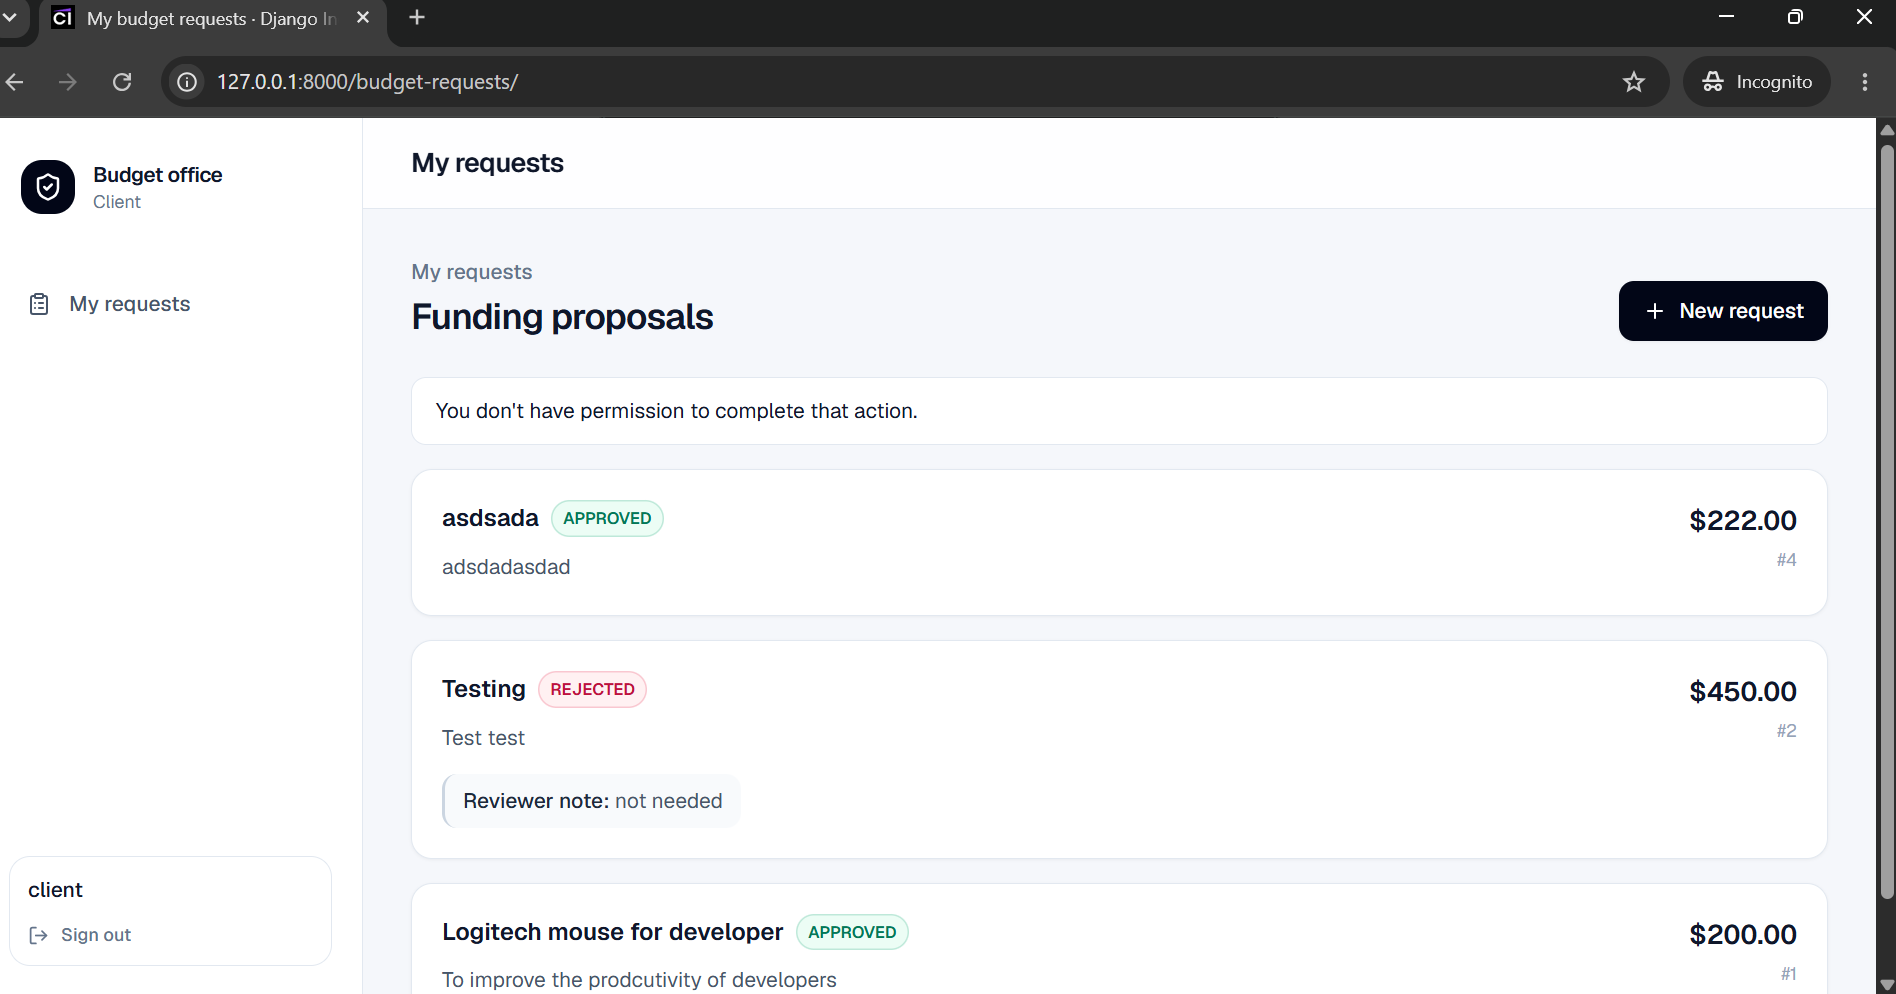 CI My budget requests · Django In
127.0.0.1:8000/budget-requests/
Incognito
Budget office
Client
My requests
client
Sign out
My requests
My requests
Funding proposals
+ New request
You don't have permission to complete that action.
asdsada APPROVED
$222.00
#4
adsdadasdad
Testing REJECTED
$450.00
#2
Test test
Reviewer note: not needed
Logitech mouse for developer APPROVED
$200.00
#1
To improve the prodcutivity of developers